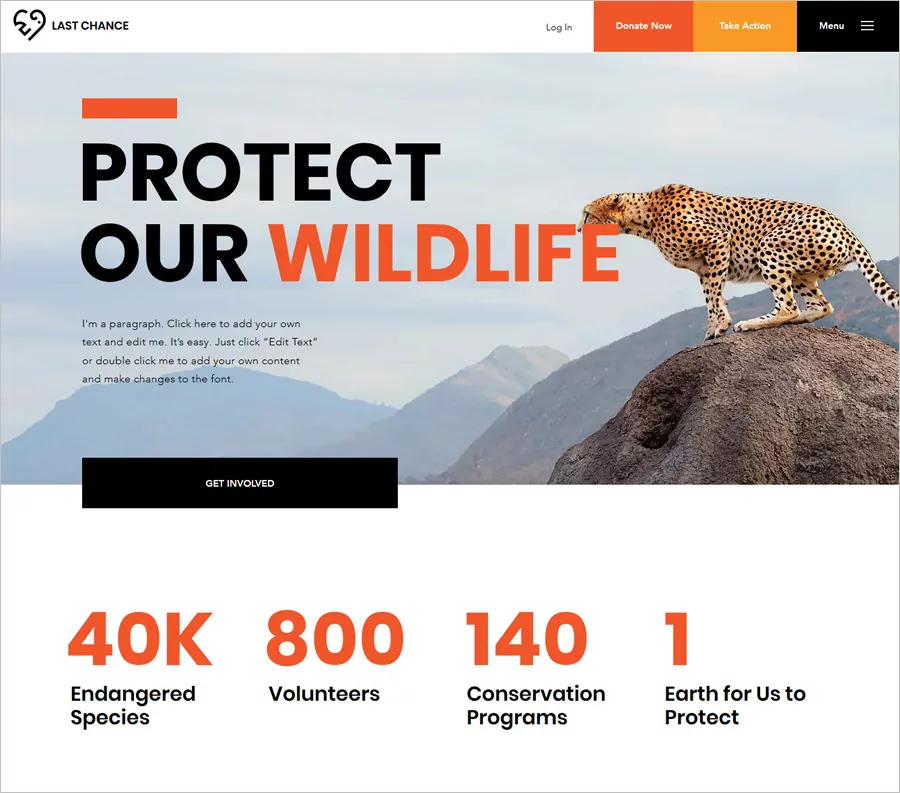 LAST CHANCE
Log In
Donate Now
Take Action
Menu
PROTECT
OUR WILDLIFE
I'm a paragraph. Click here to add your own
text and edit me. It's easy. Just click “Edit Text”
or double click me to add your own content
and make changes to the font.
GET INVOLVED
40K
Endangered
Species
800
Volunteers
140
Conservation
Programs
1
Earth for Us to
Protect